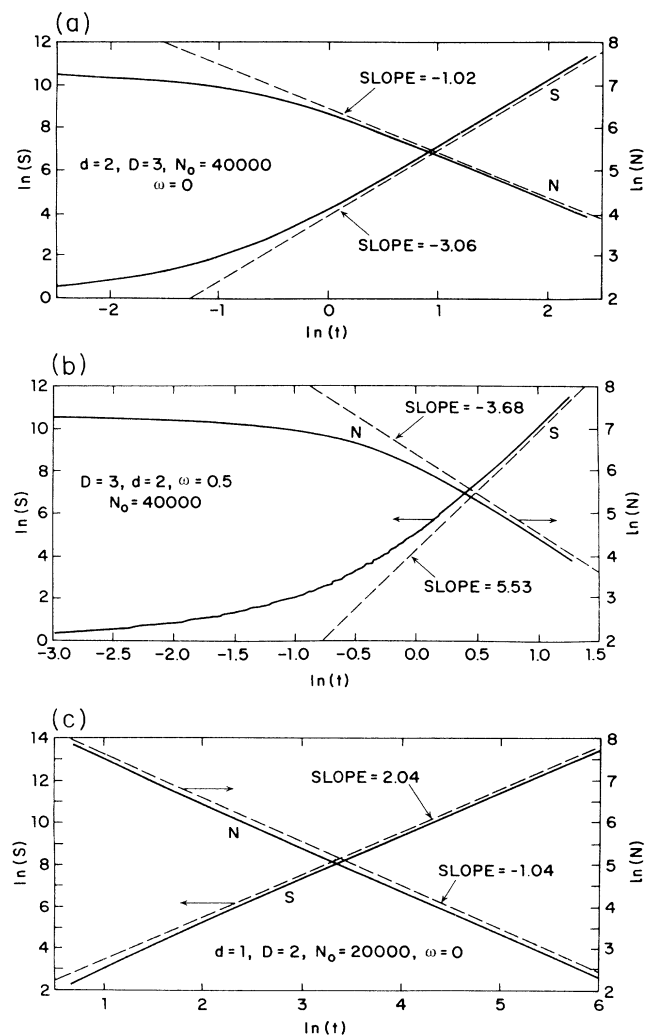 (a)
12
10
8
6
4
2
0
ln(S)
8
7
6
5
4
3
2
ln(N)
SLOPE = -1.02
S
d=2, D=3, N₀ = 40000
ω=0
N
SLOPE = -3.06
-2
-1
0
1
2
ln(t)
(b)
12
10
8
6
4
2
0
ln(S)
8
7
6
5
4
3
2
ln(N)
SLOPE = -3.68
N
S
D=3, d=2, ω=0.5
N₀=40000
SLOPE = 5.53
-3.0
-2.5
-2.0
-1.5
-1.0
-0.5
0.0
0.5
1.0
1.5
ln(t)
(c)
14
12
10
8
6
4
2
ln(S)
8
7
6
5
4
3
2
ln(N)
SLOPE = 2.04
N
SLOPE = -1.04
S
d=1, D=2, N₀=20000, ω=0
1
2
3
4
5
6
ln(t)